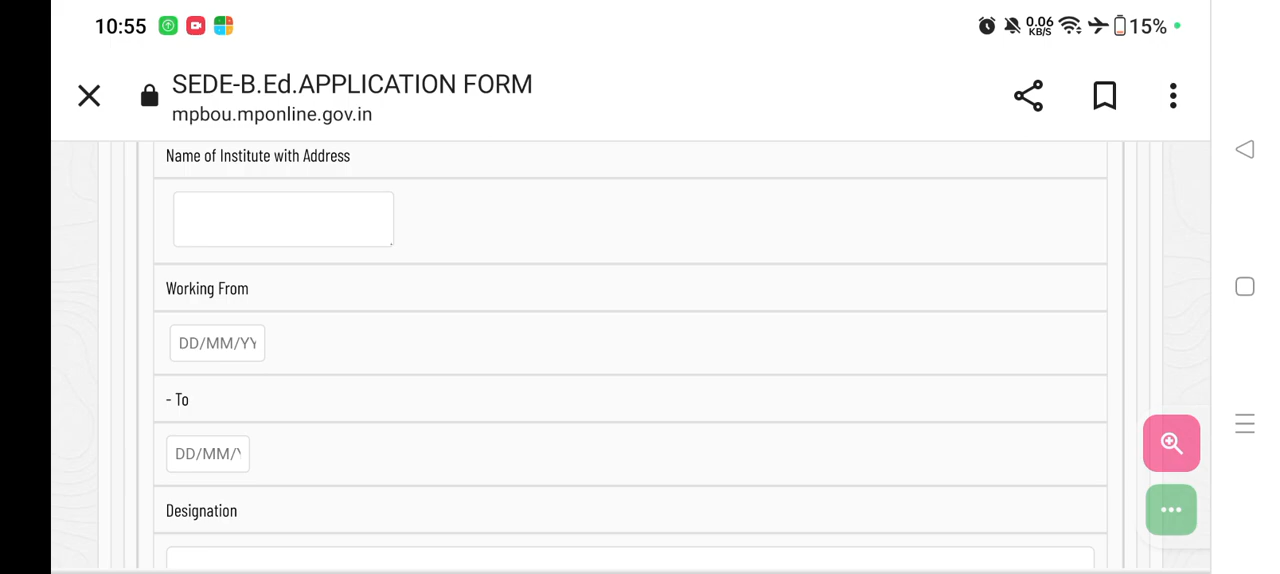 10:55
0.06
KB/S
15%
SEDE-B.Ed.APPLICATION FORM
mpbou.mponline.gov.in
Name of Institute with Address
Working From
DD/MM/YY
- To
DD/MM/
Designation